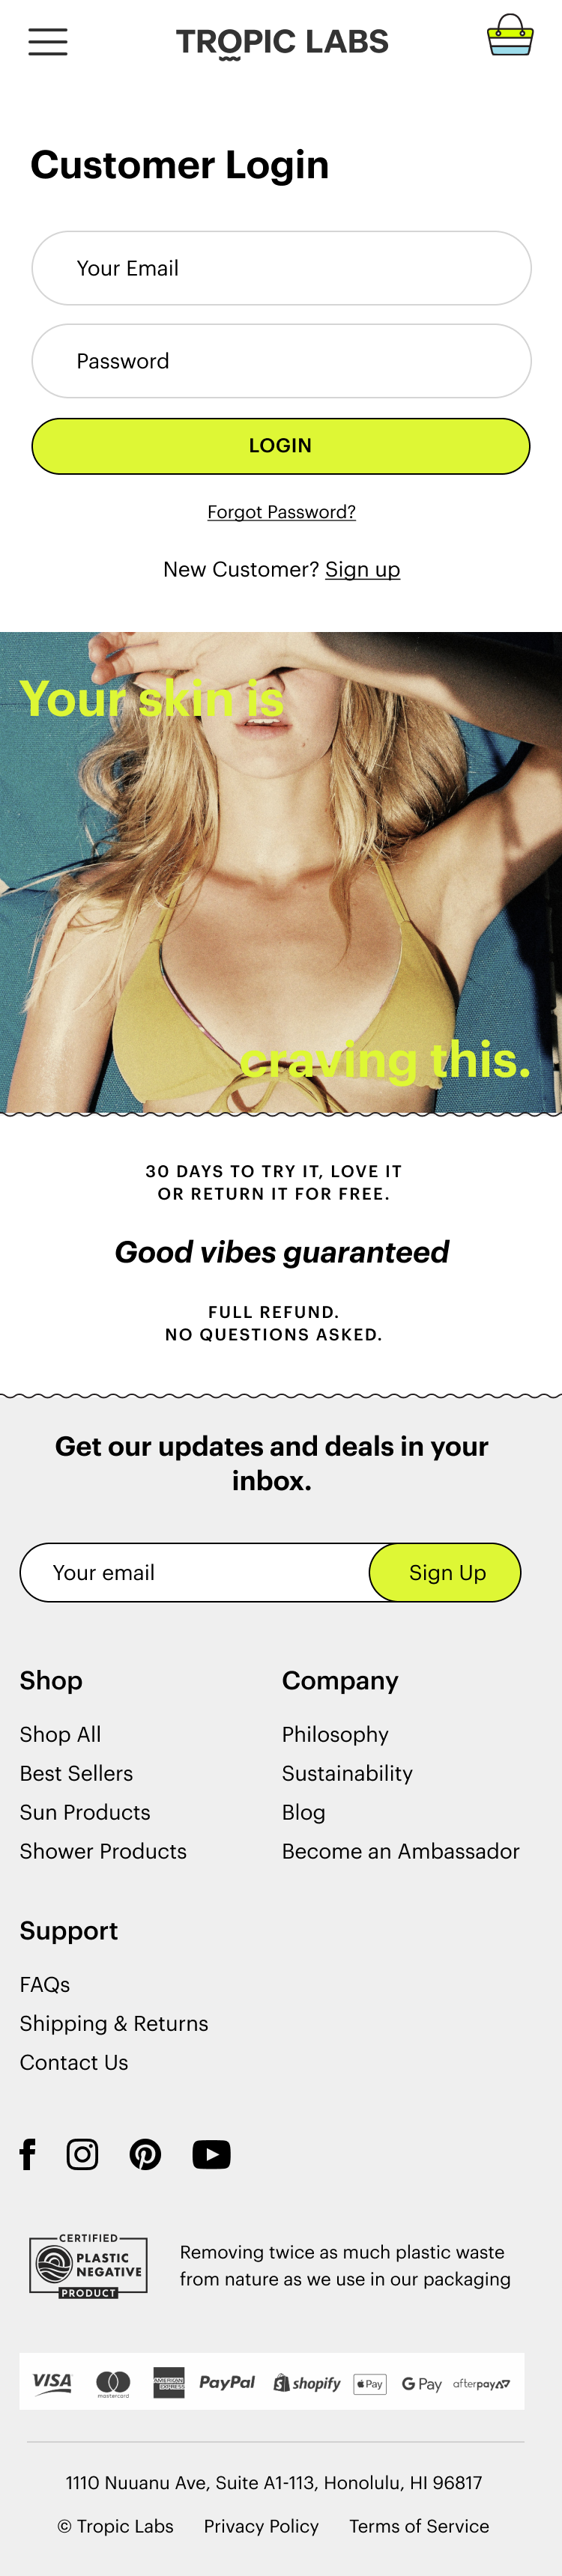 TROPIC LABS
Customer Login
Your Email
Password
LOGIN
Forgot Password?
New Customer? Sign up
Your skin is
craving this.
30 DAYS TO TRY IT, LOVE IT
OR RETURN IT FOR FREE.
Good vibes guaranteed
FULL REFUND.
NO QUESTIONS ASKED.
Get our updates and deals in your
inbox.
Your email
Sign Up
Shop
Shop All
Best Sellers
Sun Products
Shower Products
Company
Philosophy
Sustainability
Blog
Become an Ambassador
Support
FAQs
Shipping & Returns
Contact Us
CERTIFIED
PLASTIC
NEGATIVE
PRODUCT
Removing twice as much plastic waste
from nature as we use in our packaging
VISA mastercard AMERICAN EXPRESS PayPal shopify Pay G Pay afterpay
1110 Nuuanu Ave, Suite A1-113, Honolulu, HI 96817
© Tropic Labs Privacy Policy Terms of Service